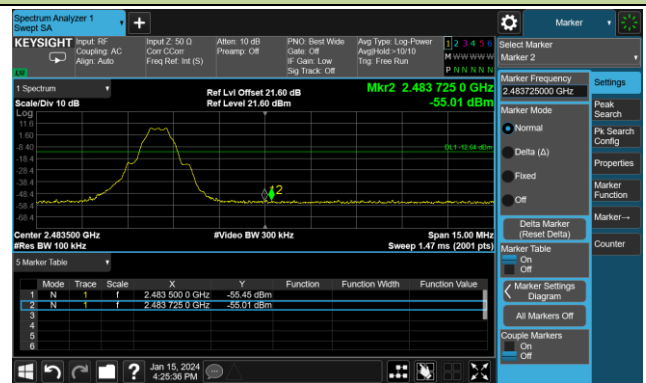 Spectrum Analyzer 1
Swept SA
Marker
KEYSIGHT
Input: RF
Coupling: AC
Align: Auto
Input Z: 50 Ω
Corr CCorr
Freq Ref: Int (S)
Atten: 10 dB
Preamp: Off
PNO: Best Wide
Gate: Off
IF Gain: Low
Sig Track: Off
Avg Type: Log-Power
Avg|Hold:>10/10
Trig: Free Run
1 2 3 4 5 6
M W W W W W
P N N N N N
LU
1 Spectrum
Scale/Div 10 dB
Log
Ref Lvl Offset 21.60 dB
Ref Level 21.60 dBm
Mkr2 2.483 725 0 GHz
-55.01 dBm
11.6
1.60
-8.40
-18.4
-28.4
-38.4
-48.4
-58.4
-68.4
DL1 -12.64 dBm
1 2
Center 2.483500 GHz
#Res BW 100 kHz
#Video BW 300 kHz
Span 15.00 MHz
Sweep 1.47 ms (2001 pts)
5 Marker Table
Mode Trace Scale X Y Function Function Width Function Value
1 N 1 f 2.483 500 0 GHz -55.45 dBm
2 N 1 f 2.483 725 0 GHz -55.01 dBm
3
4
5
6
Select Marker
Marker 2
Marker Frequency
2.483725000 GHz
Marker Mode
Normal
Delta (Δ)
Fixed
Off
Delta Marker
(Reset Delta)
Marker Table
On
Off
Marker Settings
Diagram
All Markers Off
Couple Markers
On
Off
Settings
Peak
Search
Pk Search
Config
Properties
Marker
Function
Marker→
Counter
?
Jan 15, 2024
4:25:36 PM